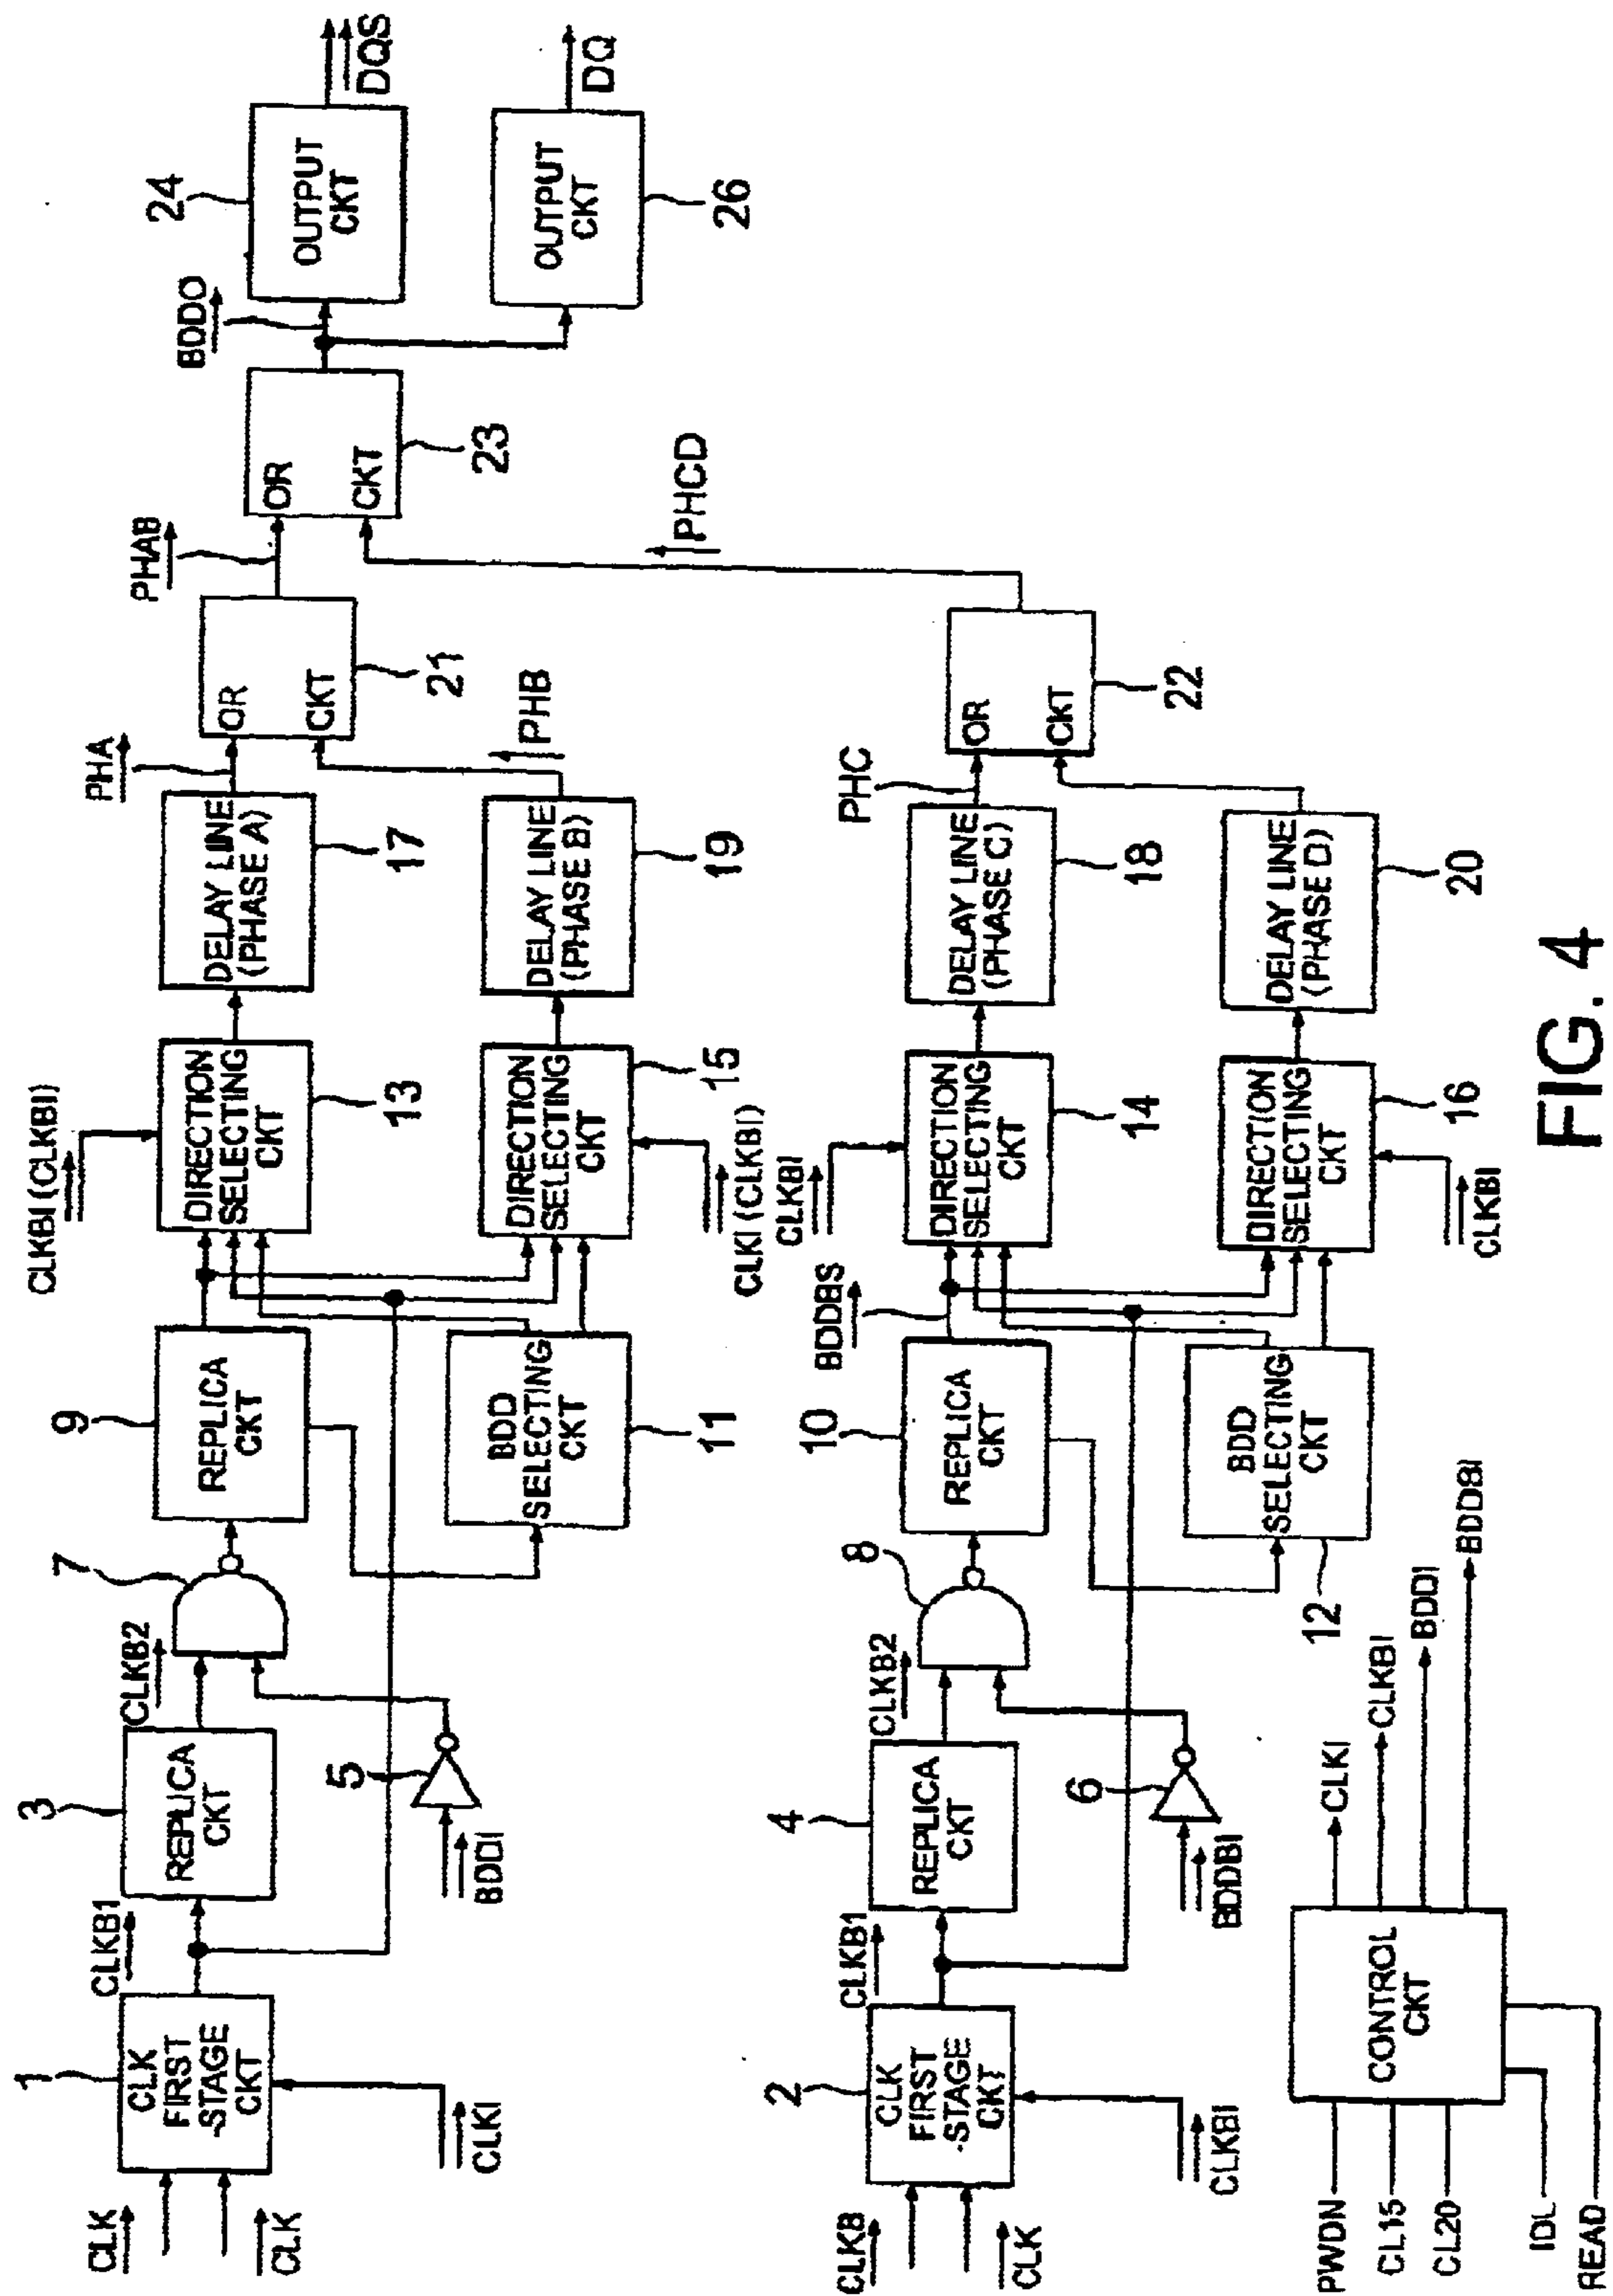 CLK
CLK
CLKI
1
CLK
FIRST
-STAGE
CKT
CLKB1
3
REPLICA
CKT
CLKB2
BDDI
5
7
9
REPLICA
CKT
BDD
SELECTING
CKT
11
CLKBI (CLKBI)
DIRECTION
SELECTING
CKT
13
DIRECTION
SELECTING
CKT
15
CLKI (CLKBI)
DELAY LINE
(PHASE A)
17
DELAY LINE
(PHASE B)
19
PHA
PHB
OR
CKT
21
PHAB
PHCD
OR
CKT
23
BDDO
24
OUTPUT
CKT
DQS
OUTPUT
CKT
26
DQ
CLKB
CLK
CLKBI
2
CLK
FIRST
-STAGE
CKT
CLKB1
4
REPLICA
CKT
CLKB2
BDDBI
6
8
10
REPLICA
CKT
BDDBS
BDD
SELECTING
CKT
12
CLKBI
DIRECTION
SELECTING
CKT
14
DIRECTION
SELECTING
CKT
16
CLKBI
DELAY LINE
(PHASE C)
18
DELAY LINE
(PHASE D)
20
PHC
OR
CKT
22
PWDN
CL15
CL20
IDL
READ
CONTROL
CKT
CLKI
CLKBI
BDDI
BDDBI
FIG. 4